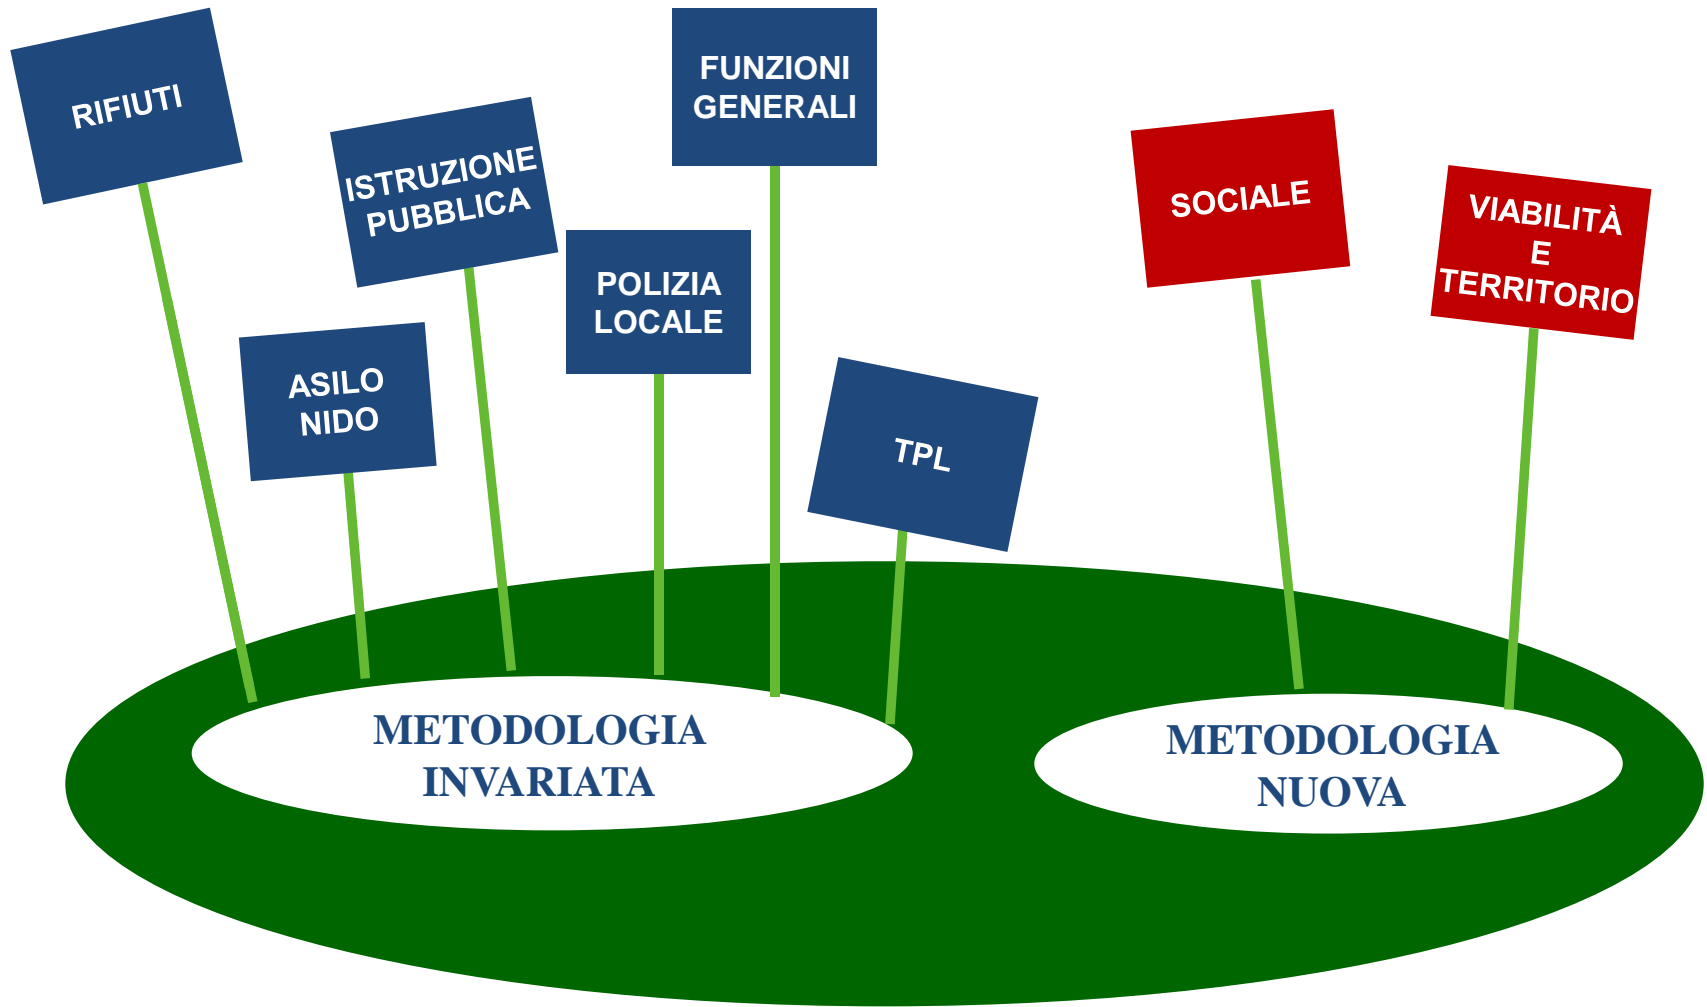 RIFIUTI
ISTRUZIONE
PUBBLICA
FUNZIONI
GENERALI
ASILO
NIDO
POLIZIA
LOCALE
TPL
SOCIALE
VIABILITÀ
E
TERRITORIO
METODOLOGIA
INVARIATA
METODOLOGIA
NUOVA